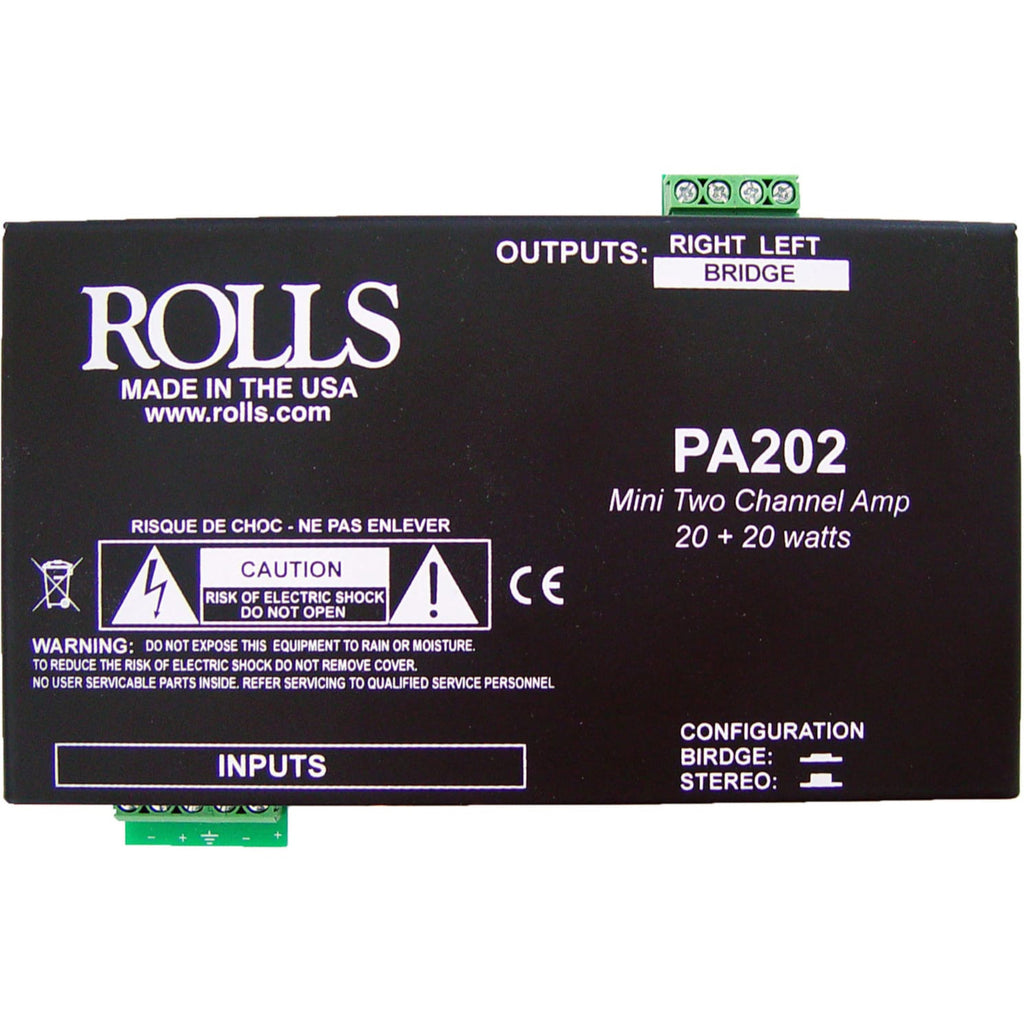 OUTPUTS: RIGHT LEFT
BRIDGE
ROLLS
MADE IN THE USA
www.rolls.com
PA202
Mini Two Channel Amp
20 + 20 watts
RISQUE DE CHOC - NE PAS ENLEVER
CAUTION
RISK OF ELECTRIC SHOCK
DO NOT OPEN
CE
WARNING: DO NOT EXPOSE THIS EQUIPMENT TO RAIN OR MOISTURE.
TO REDUCE THE RISK OF ELECTRIC SHOCK DO NOT REMOVE COVER.
NO USER SERVICABLE PARTS INSIDE. REFER SERVICING TO QUALIFIED SERVICE PERSONNEL
CONFIGURATION
BIRDGE:
STEREO:
INPUTS
- + - +